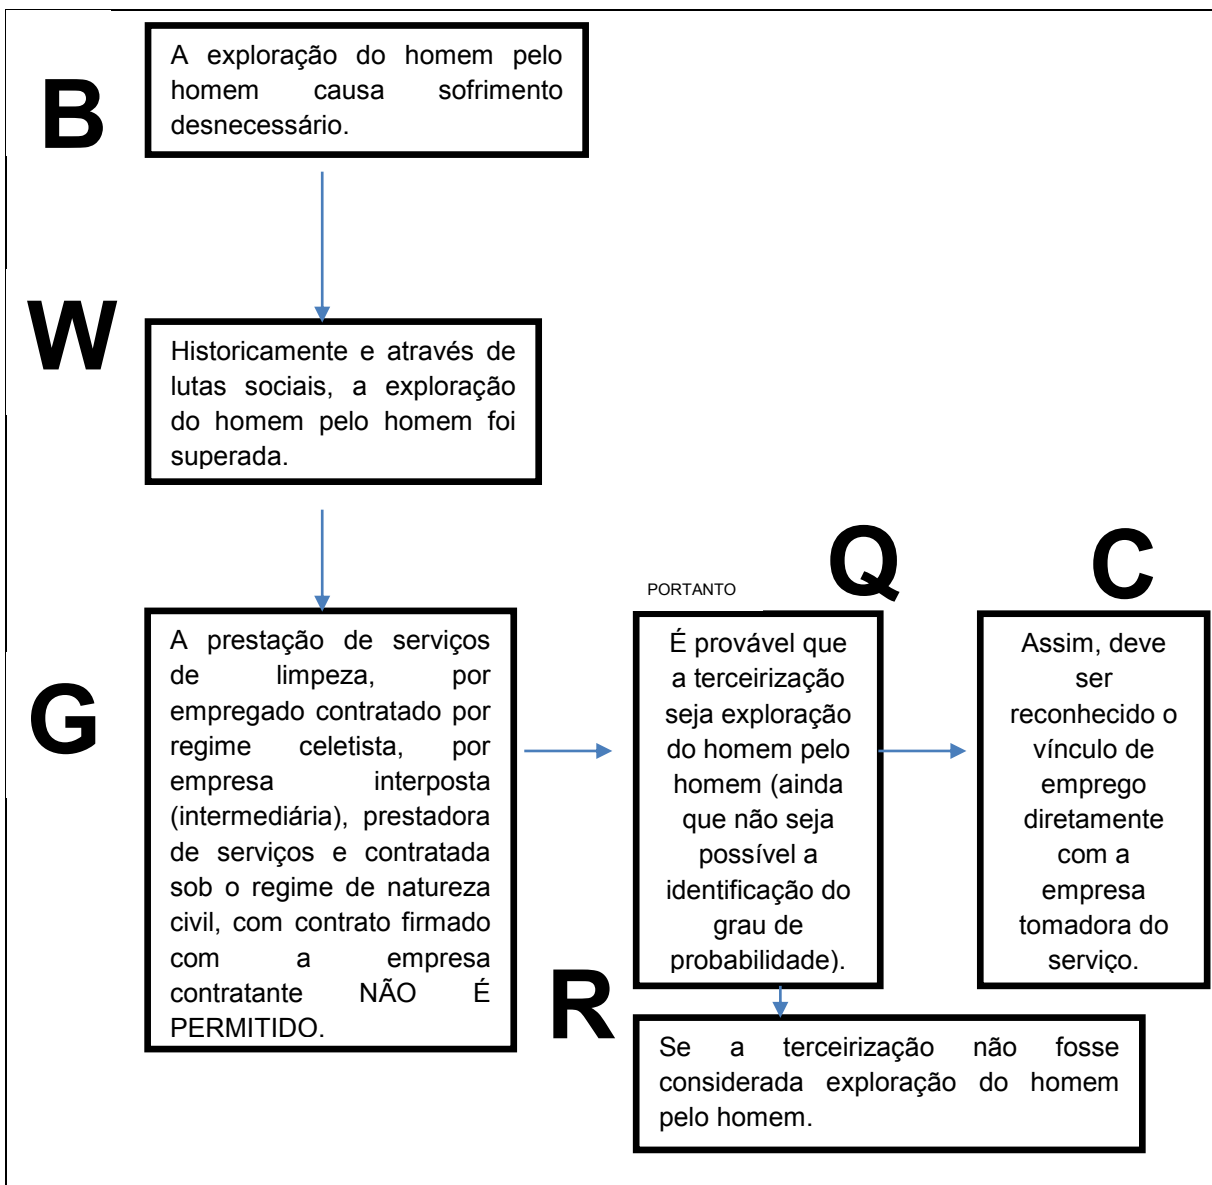 B
A exploração do homem pelo
homem causa sofrimento
desnecessário.
W
Historicamente e através de
lutas sociais, a exploração
do homem pelo homem foi
superada.
G
A prestação de serviços
de limpeza, por
empregado contratado por
regime celetista, por
empresa interposta
(intermediária), prestadora
de serviços e contratada
sob o regime de natureza
civil, com contrato firmado
com a empresa
contratante NÃO É
PERMITIDO.
PORTANTO
Q
É provável que
a terceirização
seja exploração
do homem pelo
homem (ainda
que não seja
possível a
identificação do
grau de
probabilidade).
C
Assim, deve
ser
reconhecido o
vínculo de
emprego
diretamente
com a
empresa
tomadora do
serviço.
R
Se a terceirização não fosse
considerada exploração do homem
pelo homem.